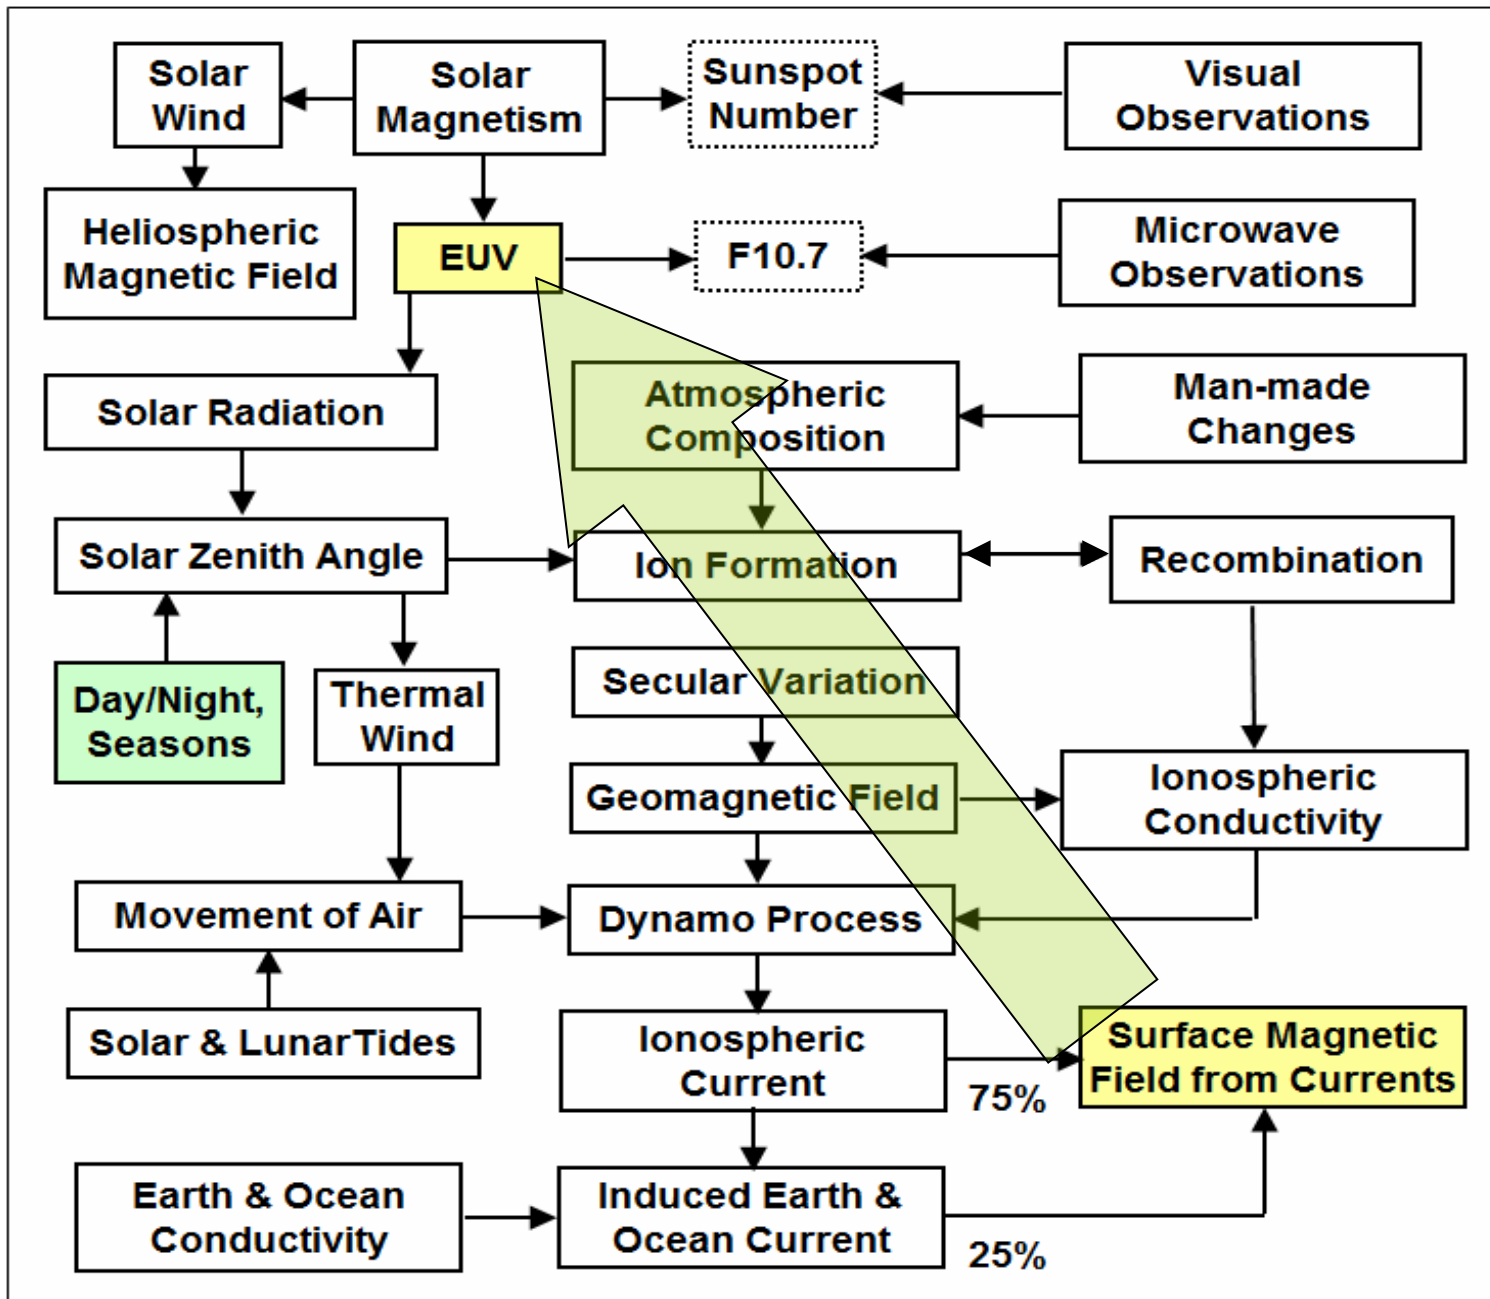 Solar
Wind
Solar
Magnetism
Sunspot
Number
Visual
Observations
Heliospheric
Magnetic Field
EUV
F10.7
Microwave
Observations
Solar Radiation
Atmospheric
Composition
Man-made
Changes
Solar Zenith Angle
Ion Formation
Recombination
Day/Night,
Seasons
Thermal
Wind
Secular Variation
Geomagnetic Field
Ionospheric
Conductivity
Movement of Air
Dynamo Process
Solar & Lunar Tides
Ionospheric
Current
75%
Surface Magnetic
Field from Currents
Earth & Ocean
Conductivity
Induced Earth &
Ocean Current
25%